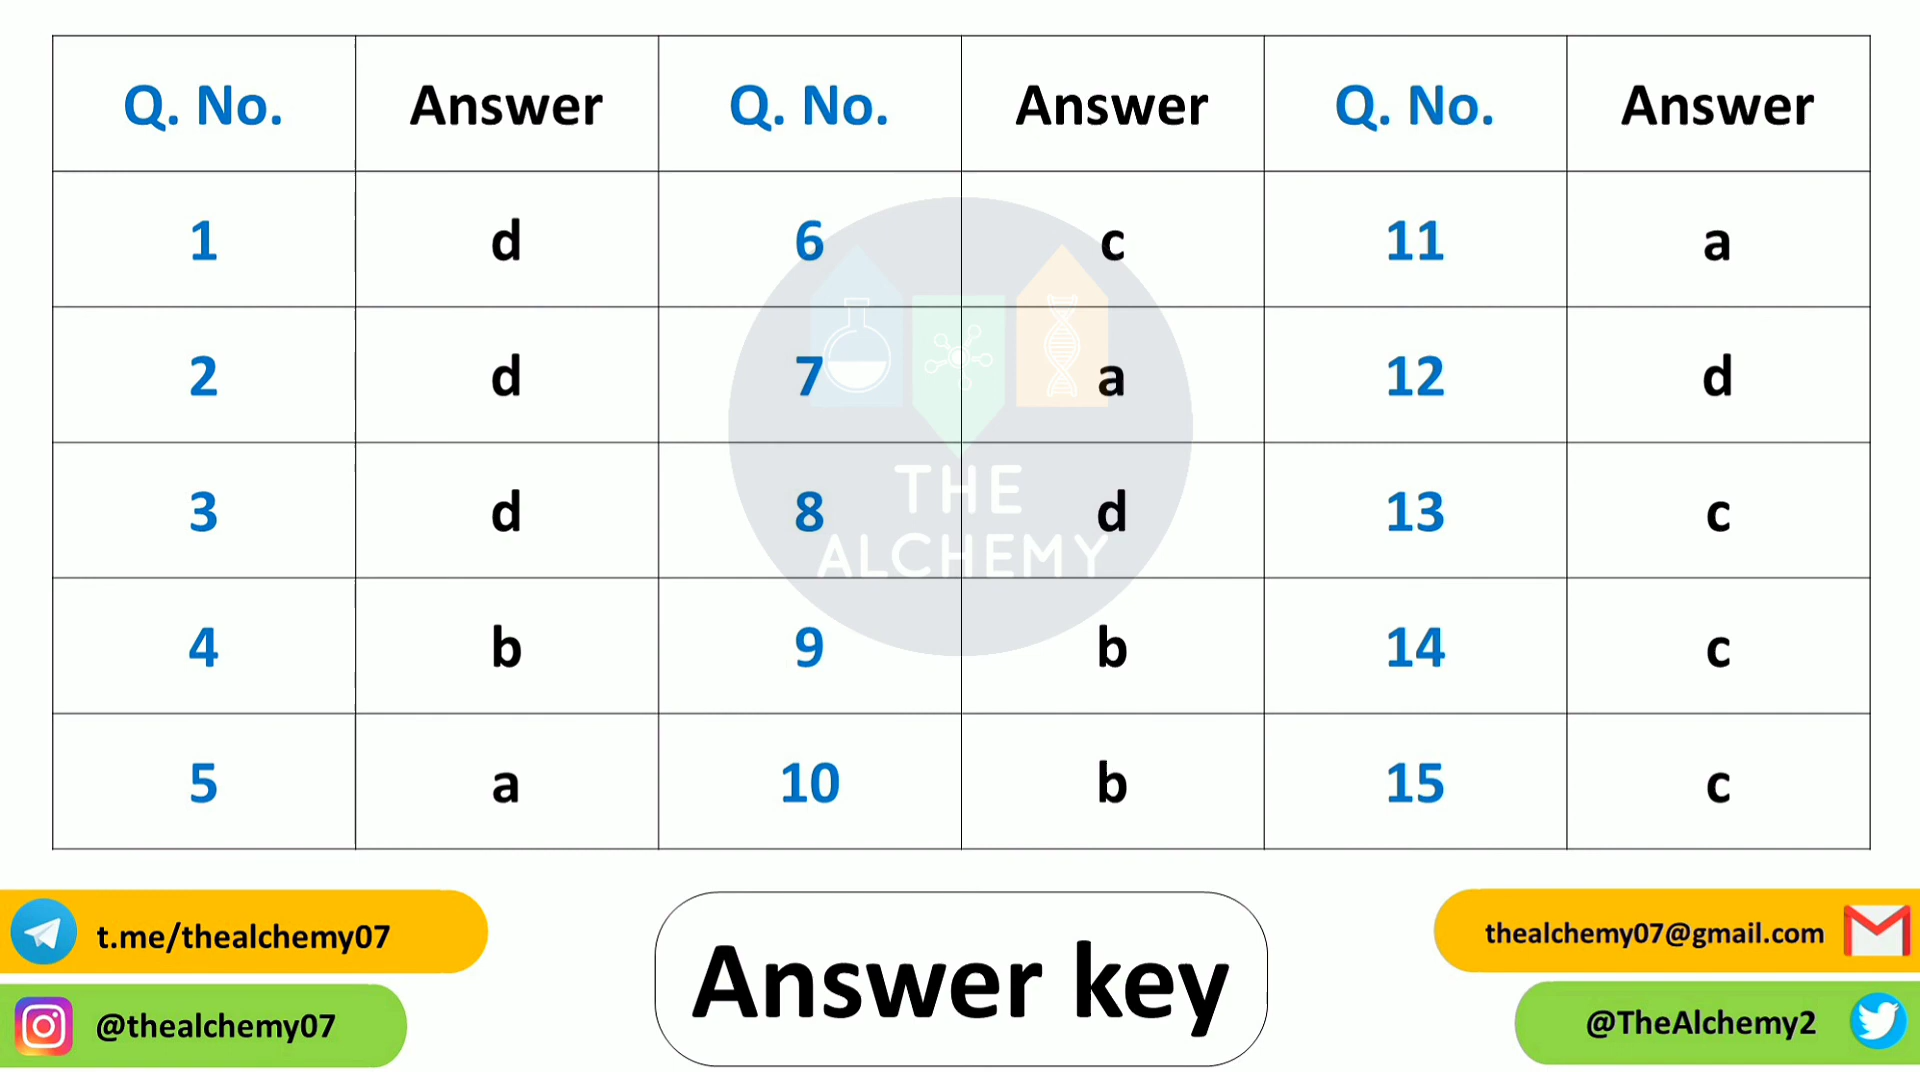 Q. No. Answer Q. No. Answer Q. No. Answer
1 d 6 c 11 a
2 d 7 a 12 d
3 d 8 d 13 c
4 b 9 b 14 c
5 a 10 b 15 c
THE
ALCHEMY
t.me/thealchemy07
@thealchemy07
Answer key
thealchemy07@gmail.com
@TheAlchemy2